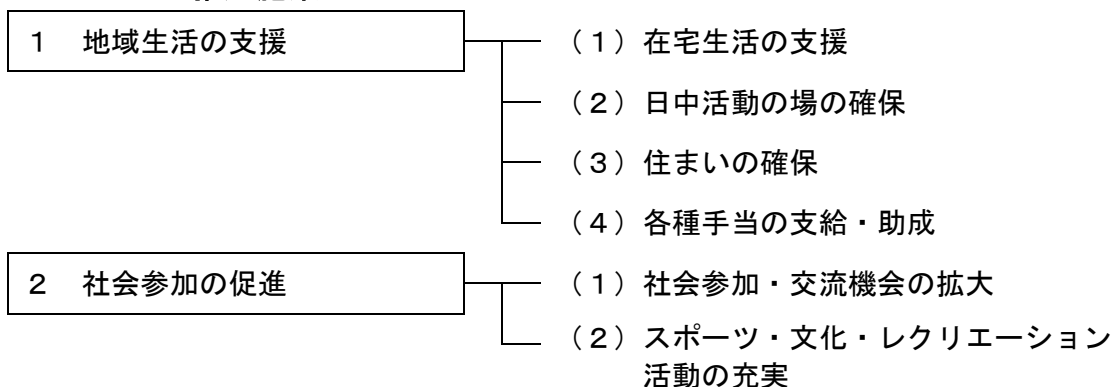 1 地域生活の支援
（1）在宅生活の支援
（2）日中活動の場の確保
（3）住まいの確保
（4）各種手当の支給・助成
2 社会参加の促進
（1）社会参加・交流機会の拡大
（2）スポーツ・文化・レクリエーション
活動の充実